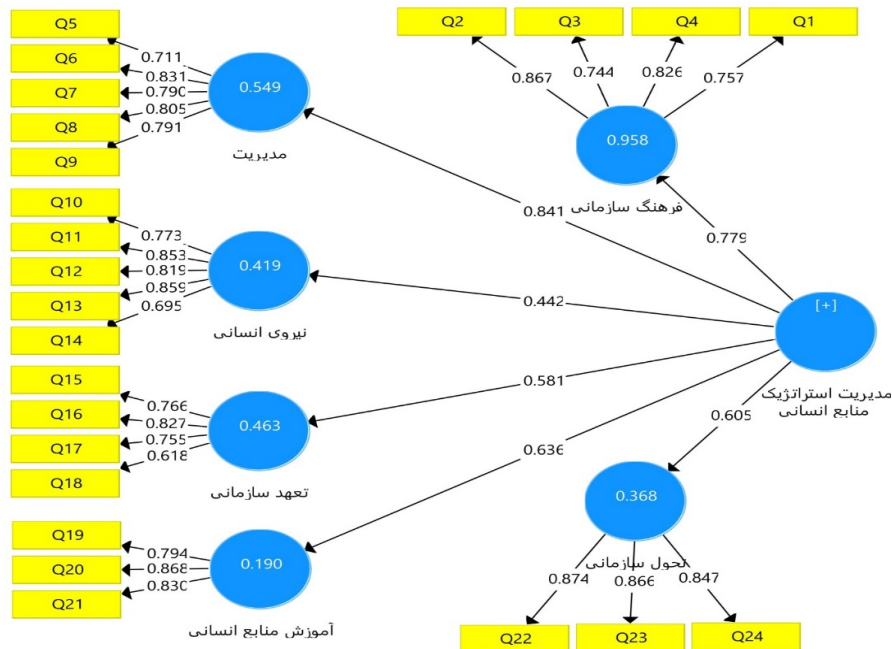 Q5
Q6
Q7
Q8
Q9
0.711
0.831
0.790
0.805
0.791
0.549
مدیریت
Q2
Q3
Q4
Q1
0.867
0.744
0.826
0.757
0.958
فرهنگ سازمانی
0.841
0.779
Q10
Q11
Q12
Q13
Q14
0.773
0.853
0.819
0.859
0.695
0.419
نیروی انسانی
0.442
[+]
مدیریت استراتژیک
منابع انسانی
Q15
Q16
Q17
Q18
0.766
0.827
0.755
0.618
0.463
تعهد سازمانی
0.581
0.636
0.605
Q19
Q20
Q21
0.794
0.868
0.830
0.190
آموزش منابع انسانی
0.368
تحول سازمانی
0.874
0.866
0.847
Q22
Q23
Q24